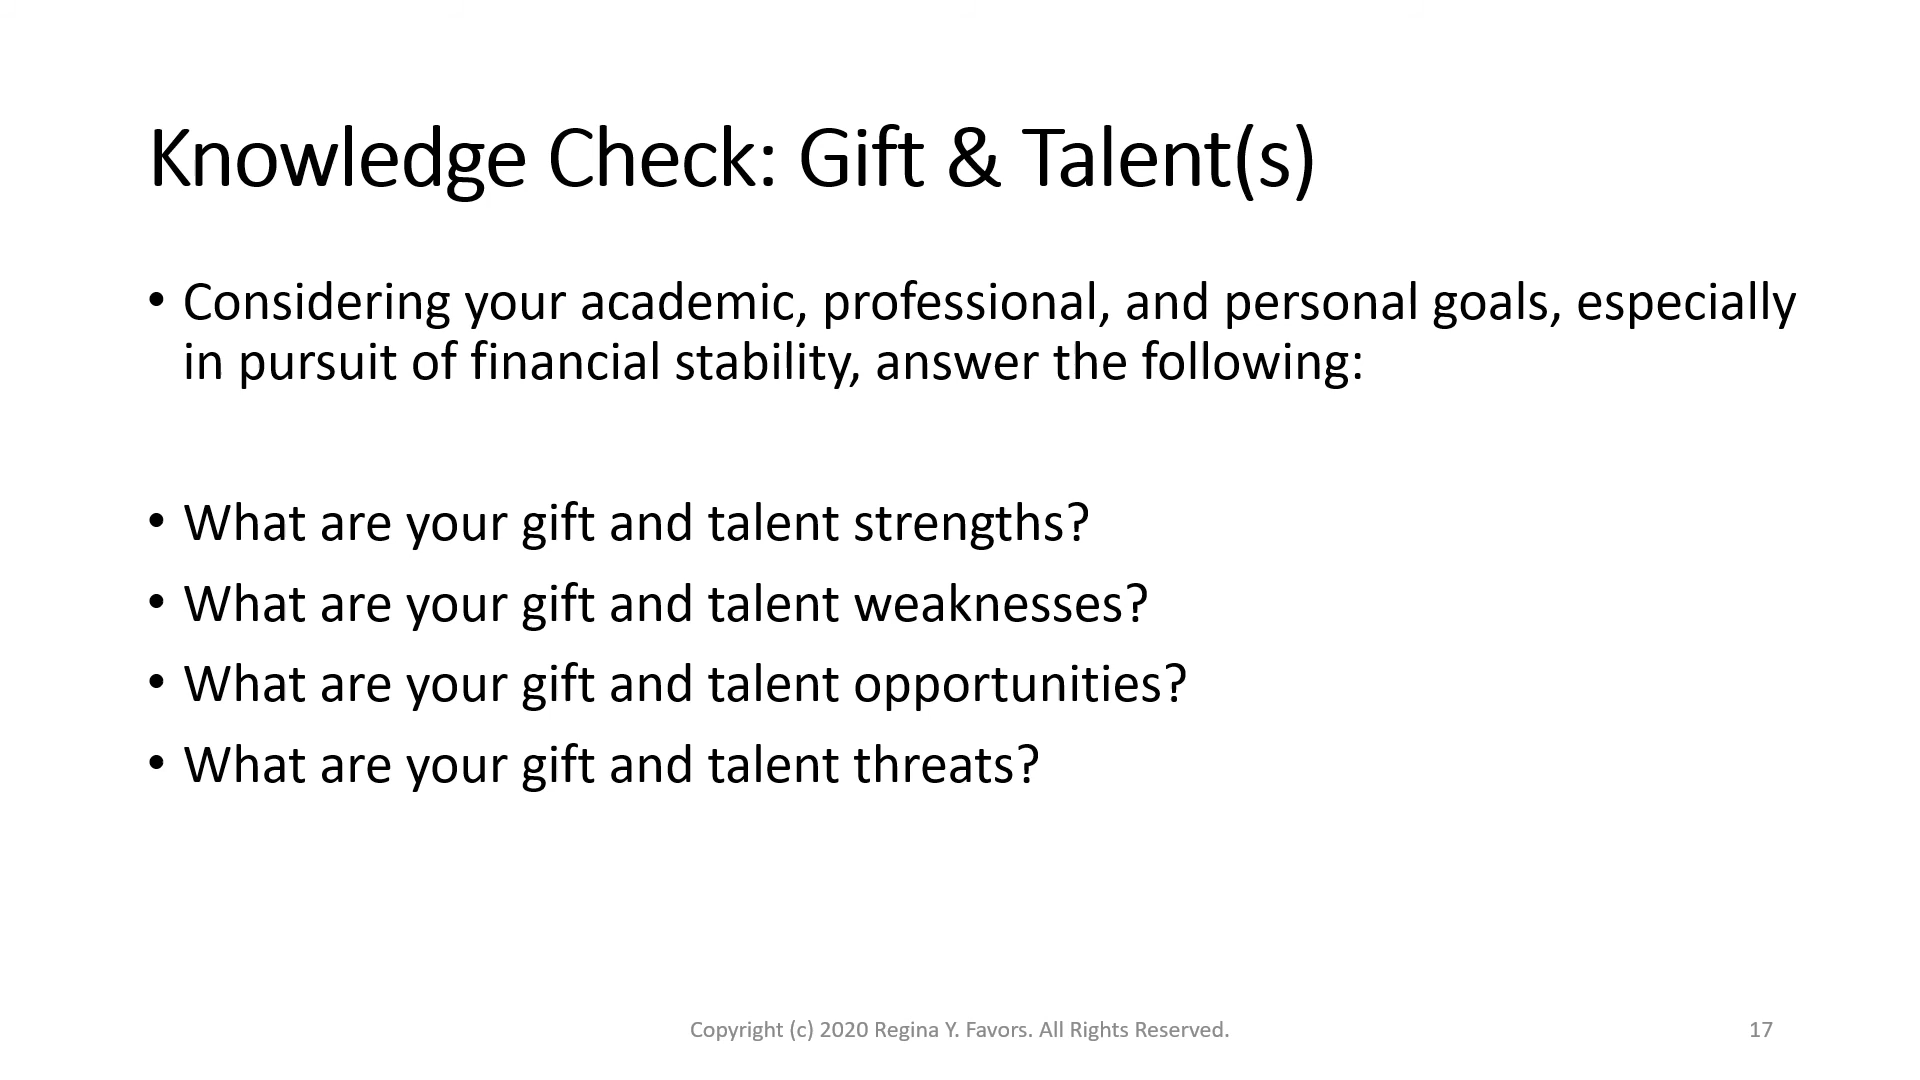 Knowledge Check: Gift & Talent(s)
• Considering your academic, professional, and personal goals, especially
in pursuit of financial stability, answer the following:
• What are your gift and talent strengths?
• What are your gift and talent weaknesses?
• What are your gift and talent opportunities?
• What are your gift and talent threats?
Copyright (c) 2020 Regina Y. Favors. All Rights Reserved.
17